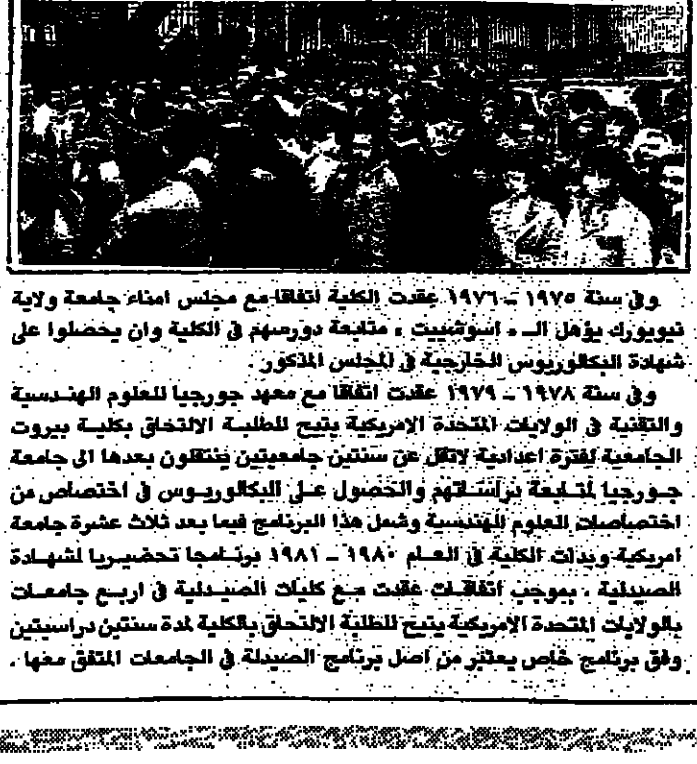 وفي سنة ١٩٧٥ ــ ١٩٧٦ عقدت الكلية اتفاقا مع مجلس امناء جامعة ولاية
نيويورك يؤهل الــ « اسوشييت » متابعة دروسهم في الكلية وان يحصلوا على
شهادة البكالوريوس الخارجية في المجلس المذكور .
وفي سنة ١٩٧٨ ــ ١٩٧٩ عقدت اتفاقا مع معهد جورجيا للعلوم الهندسية
والتقنية في الولايات المتحدة الامريكية يتيح للطلبة الالتحاق بكلية بيروت
الجامعية لفترة اعدادية لاتقل عن سنتين جامعيتين ينتقلون بعدها الى جامعة
جورجيا لمتابعة دراساتهم والحصول على البكالوريوس في اختصاص من
اختصاصات العلوم الهندسية وشمل هذا البرنامج فيما بعد ثلاث عشرة جامعة
امريكية وبدأت الكلية في العام ١٩٨٠ ــ ١٩٨١ برنامجا تحضيريا لشهادة
الصيدلية ، بموجب اتفاقات عقدت مع كليات الصيدلية في اربع جامعات
بالولايات المتحدة الامريكية يتيح للطلبة الالتحاق بالكلية لمدة سنتين دراسيتين
وفق برنامج خاص يعتبر من اصل برنامج الصيدلة في الجامعات المتفق معها .